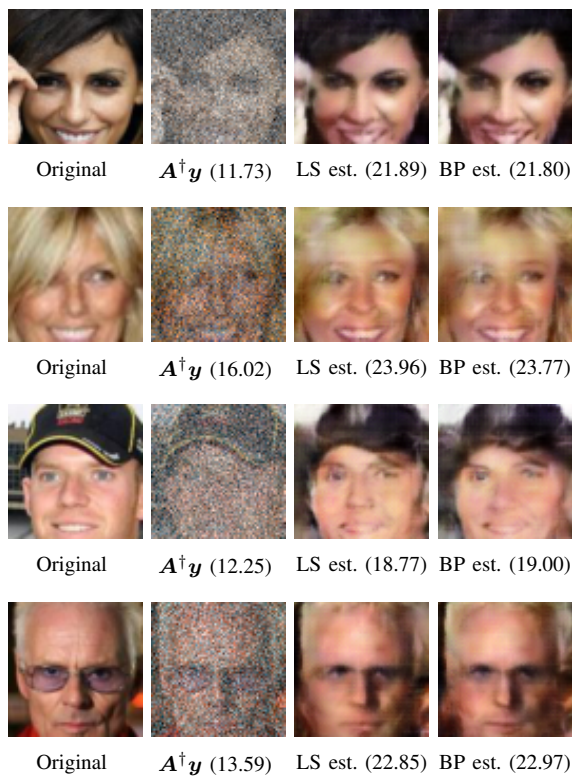 Original A†y (11.73) LS est. (21.89) BP est. (21.80)
Original A†y (16.02) LS est. (23.96) BP est. (23.77)
Original A†y (12.25) LS est. (18.77) BP est. (19.00)
Original A†y (13.59) LS est. (22.85) BP est. (22.97)